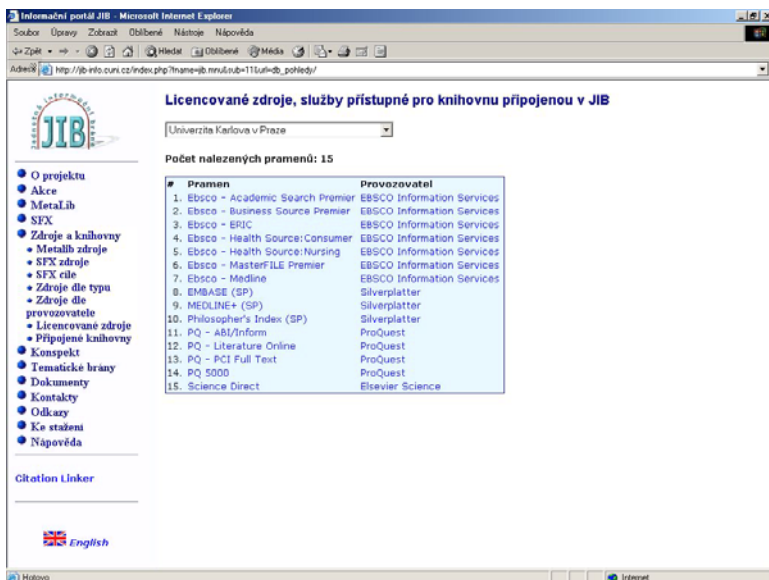 Informační portál JIB - Microsoft Internet Explorer
Soubor Úpravy Zobrazit Oblíbené Nástroje Nápověda
Zpět Hledat Oblíbené Média
Adresa http://jib-info.cuni.cz/index.php?fname=jib.mnu&sub=11&url=db_pohledy/
JIB
O projektu
Akce
MetaLib
SFX
Zdroje a knihovny
Metalib zdroje
SFX zdroje
SFX cíle
Zdroje dle typu
Zdroje dle
provozovatele
Licencované zdroje
Připojené knihovny
Konspekt
Tematické brány
Dokumenty
Kontakty
Odkazy
Ke stažení
Nápověda
Citation Linker
English
Licencované zdroje, služby přístupné pro knihovnu připojenou v JIB
Univerzita Karlova v Praze
Počet nalezených pramenů: 15
# Pramen Provozovatel
1. Ebsco - Academic Search Premier EBSCO Information Services
2. Ebsco - Business Source Premier EBSCO Information Services
3. Ebsco - ERIC EBSCO Information Services
4. Ebsco - Health Source:Consumer EBSCO Information Services
5. Ebsco - Health Source:Nursing EBSCO Information Services
6. Ebsco - MasterFILE Premier EBSCO Information Services
7. Ebsco - Medline EBSCO Information Services
8. EMBASE (SP) Silverplatter
9. MEDLINE+ (SP) Silverplatter
10. Philosopher's Index (SP) Silverplatter
11. PQ - ABI/Inform ProQuest
12. PQ - Literature Online ProQuest
13. PQ - PCI Full Text ProQuest
14. PQ 5000 ProQuest
15. Science Direct Elsevier Science
Hotovo Internet